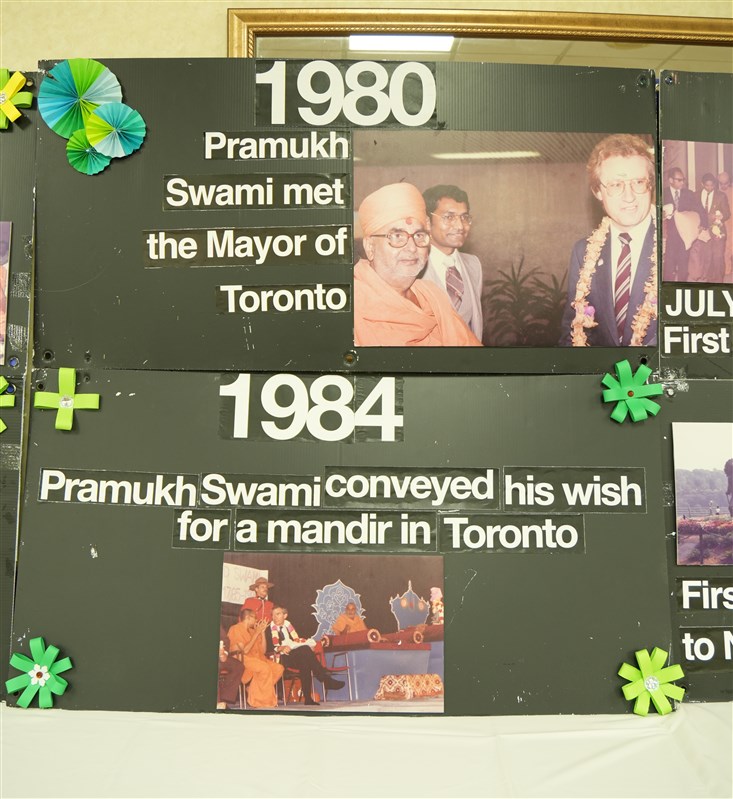 1980
Pramukh
Swami met
the Mayor of
Toronto
JULY
First
1984
Pramukh Swami conveyed his wish
for a mandir in Toronto
to